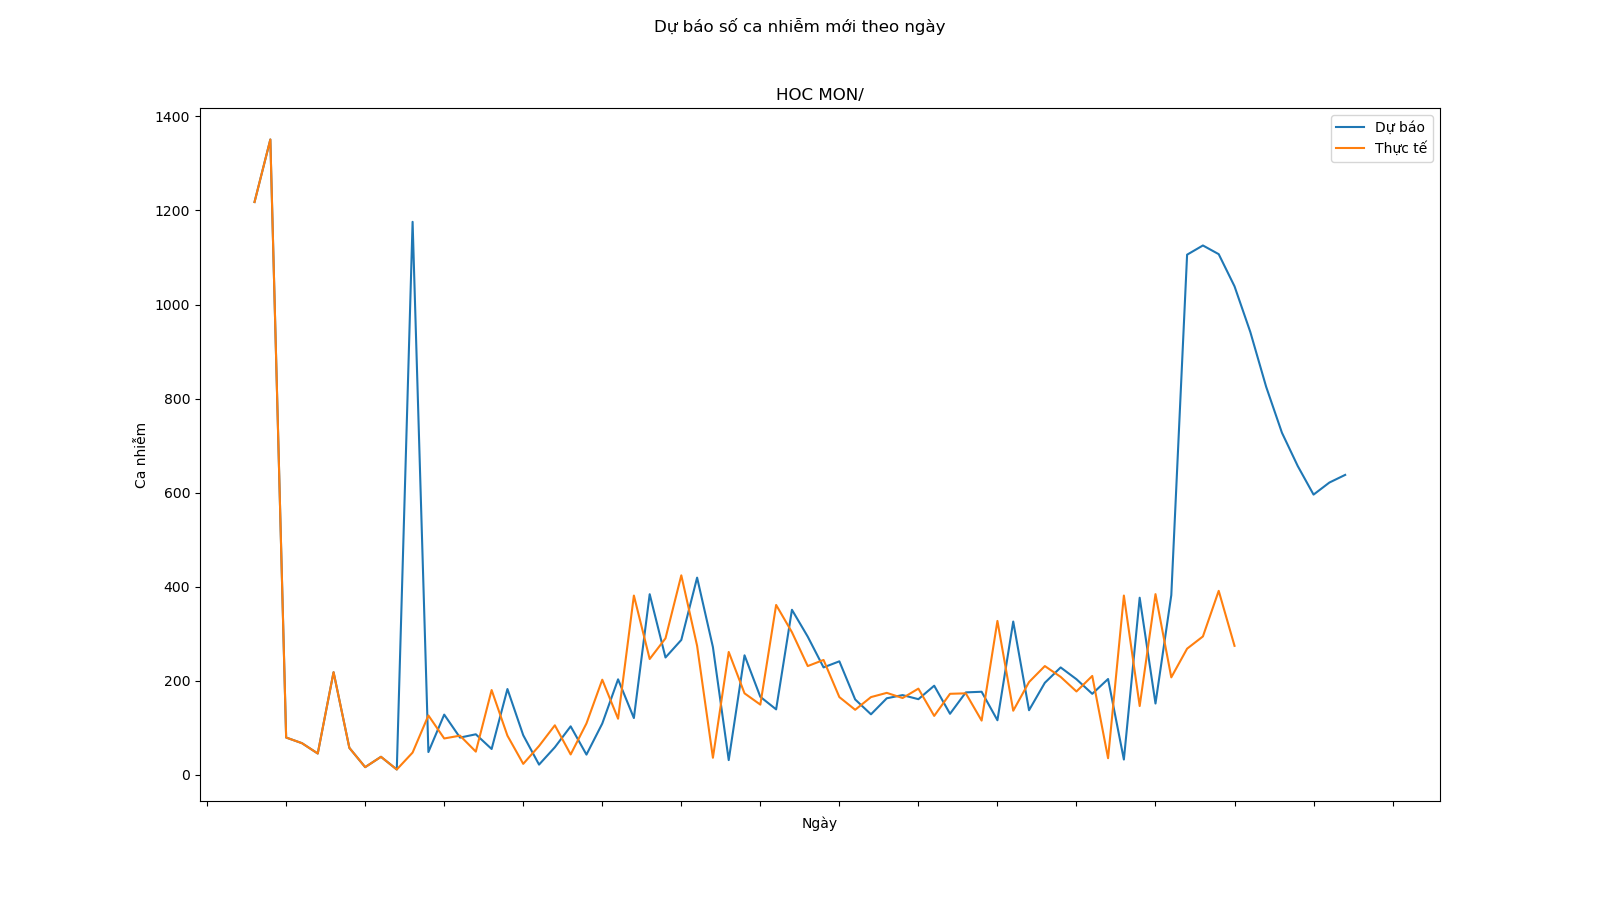 Dự báo số ca nhiễm mới theo ngày
HOC MON/
1400
1200
1000
800
600
400
200
0
Ca nhiễm
Ngày
Dự báo
Thực tế